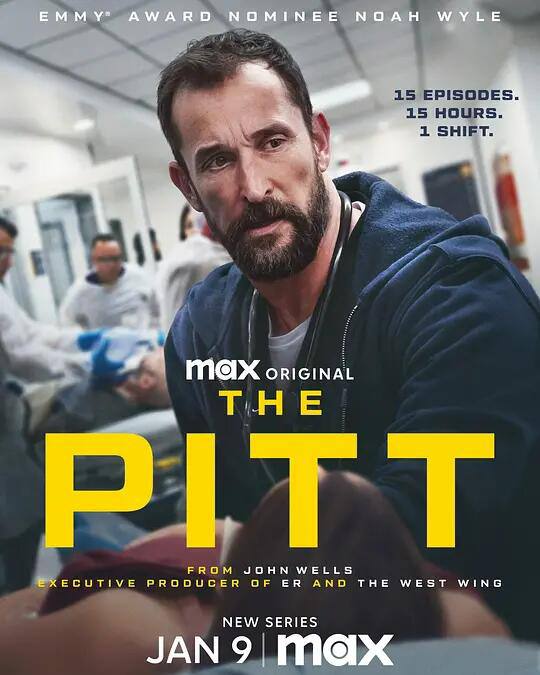 EMMY® AWARD NOMINEE NOAH WYLE
15 EPISODES.
15 HOURS.
1 SHIFT.
max ORIGINAL
THE
PITT
FROM JOHN WELLS
EXECUTIVE PRODUCER OF ER AND THE WEST WING
NEW SERIES
JAN 9 | max